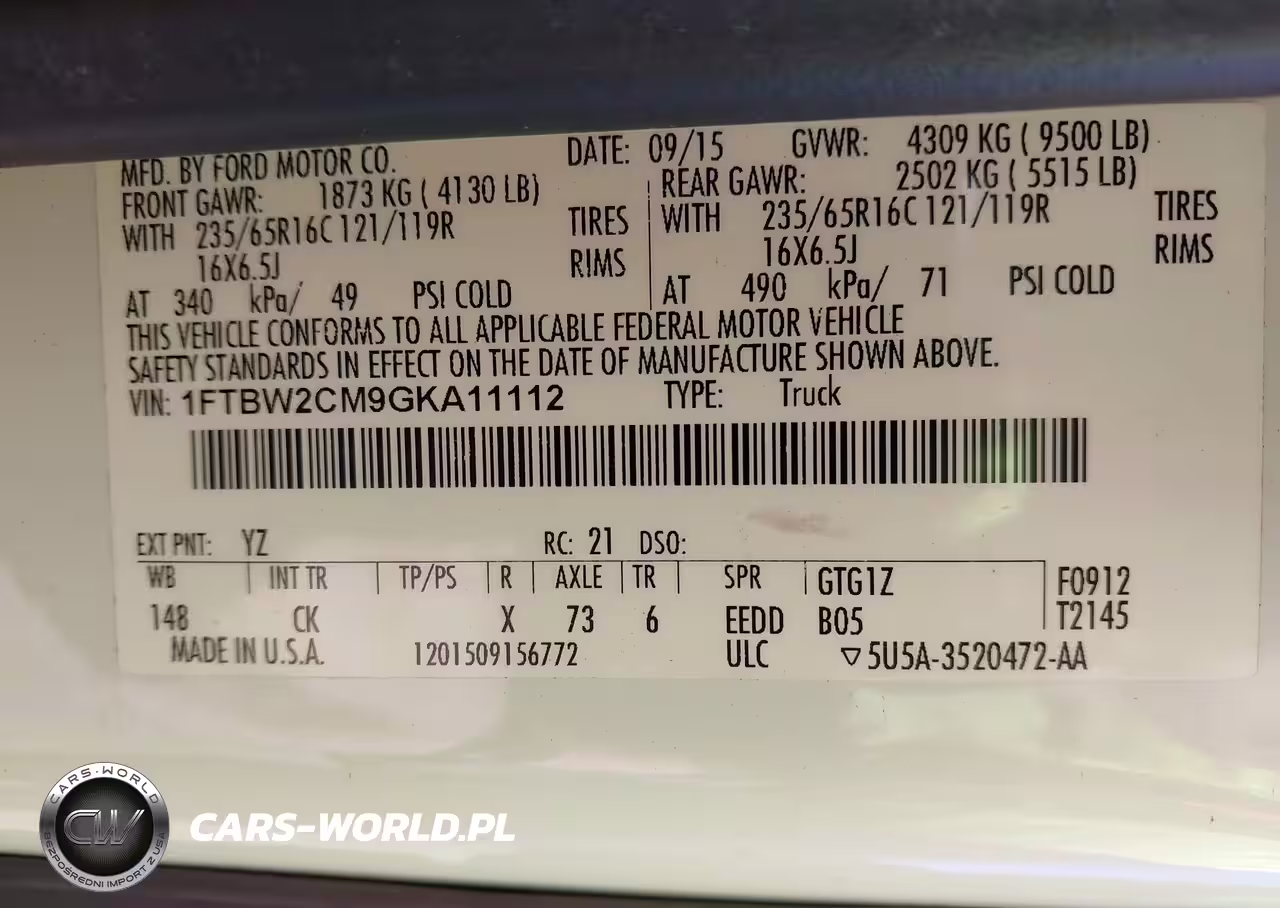 MFD. BY FORD MOTOR CO. DATE: 09/15 GVWR: 4309 KG ( 9500 LB)
FRONT GAWR: 1873 KG ( 4130 LB) REAR GAWR: 2502 KG ( 5515 LB)
WITH 235/65R16C 121/119R TIRES WITH 235/65R16C 121/119R TIRES
16X6.5J RIMS 16X6.5J RIMS
AT 340 kPa/ 49 PSI COLD AT 490 kPa/ 71 PSI COLD
THIS VEHICLE CONFORMS TO ALL APPLICABLE FEDERAL MOTOR VEHICLE
SAFETY STANDARDS IN EFFECT ON THE DATE OF MANUFACTURE SHOWN ABOVE.
VIN: 1FTBW2CM9GKA11112 TYPE: Truck
EXT PNT: YZ RC: 21 DSO:
WB INT TR TP/PS R AXLE TR SPR GTG1Z F0912
148 CK X 73 6 EEDD B05 T2145
MADE IN U.S.A. 1201509156772 ULC ▽5U5A-3520472-AA
CARS-WORLD
CW
BEZPOŚREDNI IMPORT Z USA
CARS-WORLD.PL